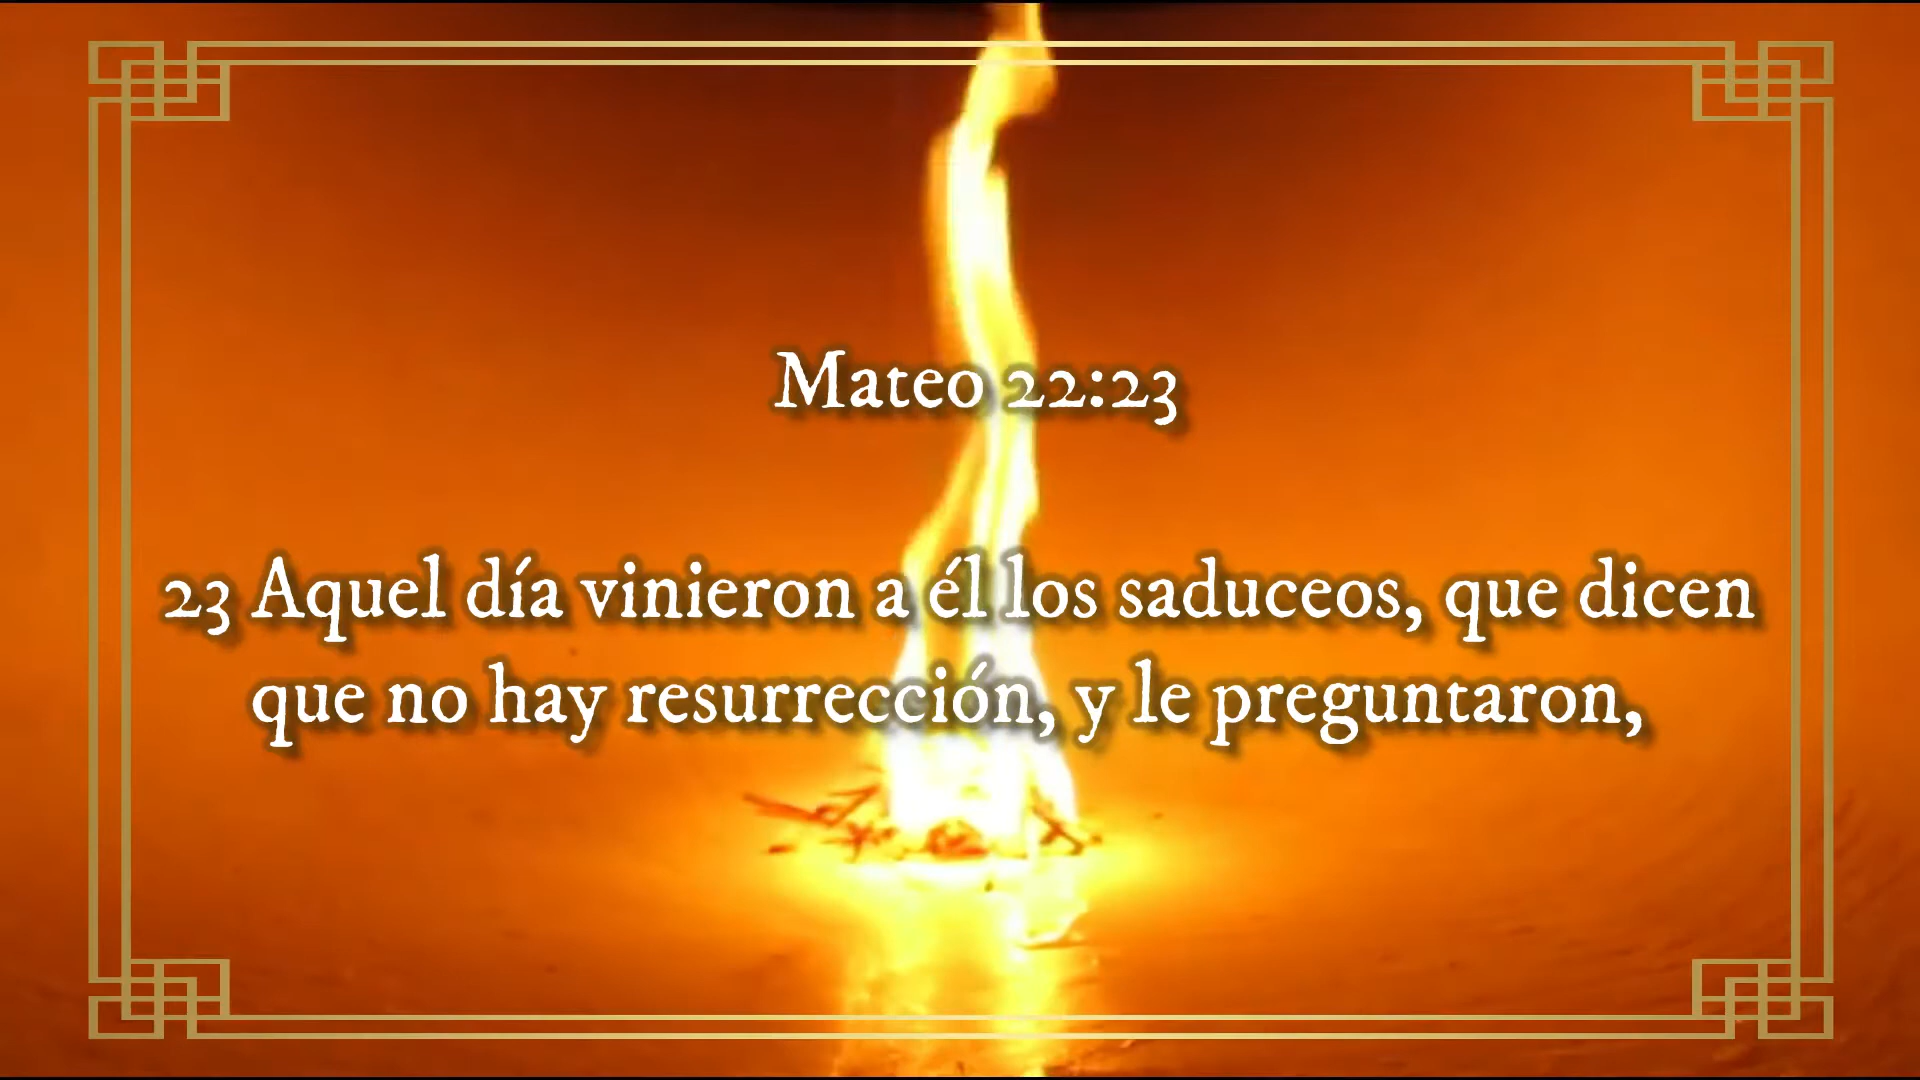 Mateo 22:23
23 Aquel día vinieron a él los saduceos, que dicen
que no hay resurrección, y le preguntaron,